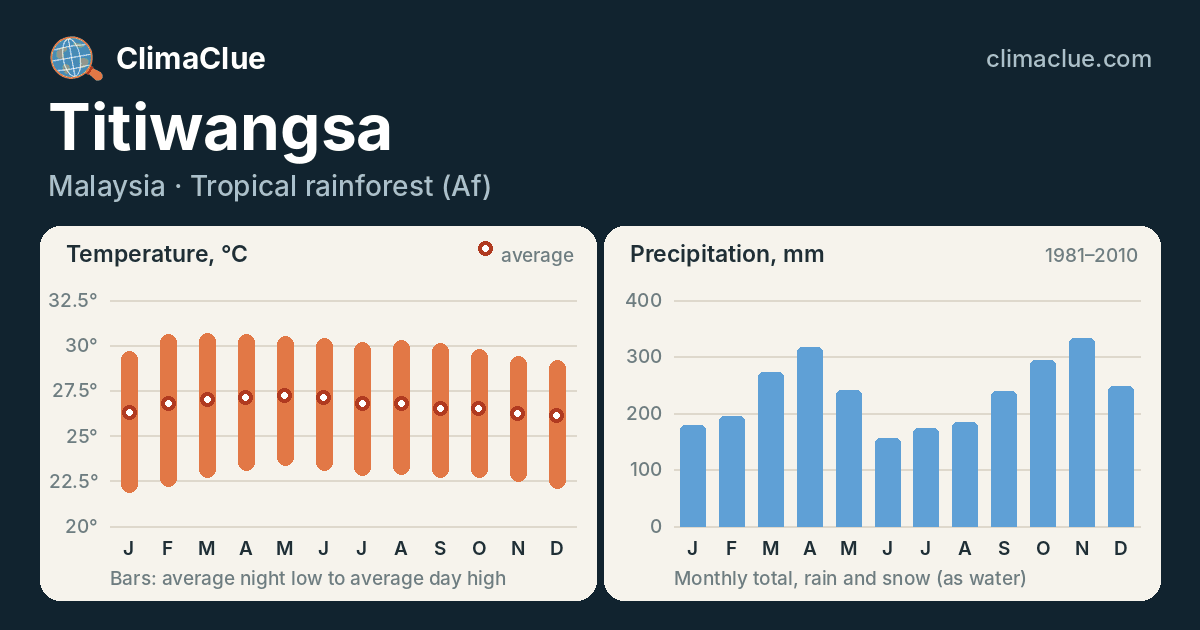 ClimaClue
climaclue.com
Titiwangsa
Malaysia · Tropical rainforest (Af)
Temperature, °C
average
32.5°
30°
27.5°
25°
22.5°
20°
J F M A M J J A S O N D
Bars: average night low to average day high
Precipitation, mm
1981–2010
400
300
200
100
0
J F M A M J J A S O N D
Monthly total, rain and snow (as water)